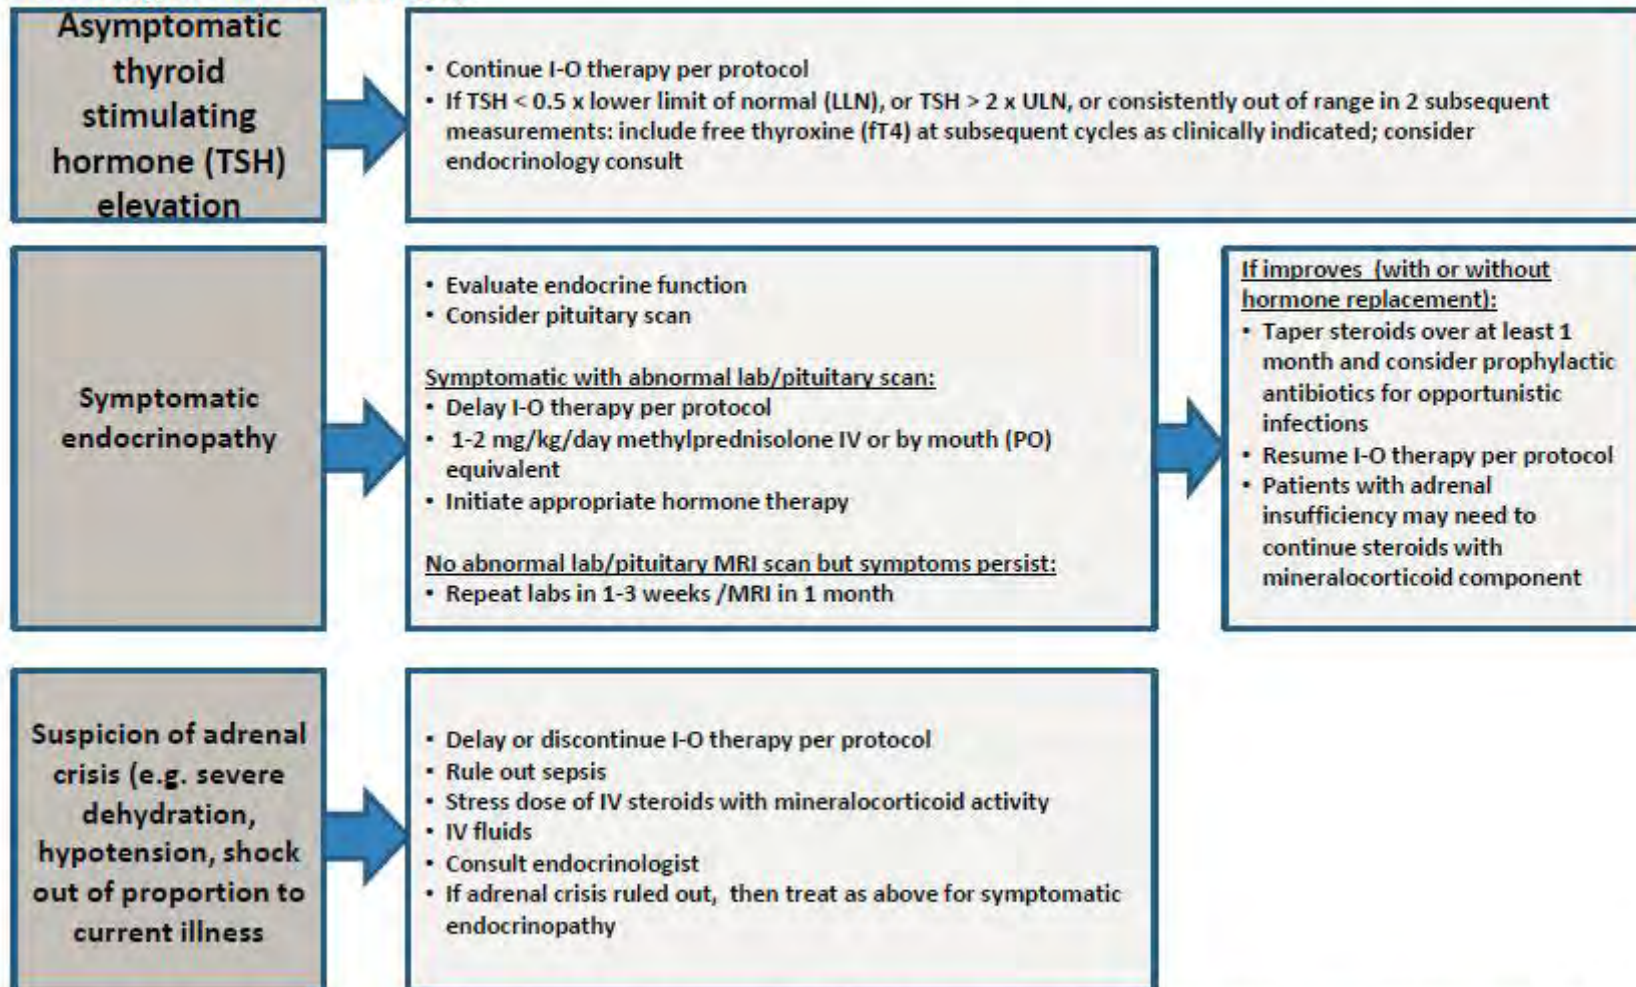 Asymptomatic
thyroid
stimulating
hormone (TSH)
elevation
• Continue I-O therapy per protocol
• If TSH < 0.5 x lower limit of normal (LLN), or TSH > 2 x ULN, or consistently out of range in 2 subsequent
measurements: include free thyroxine (fT4) at subsequent cycles as clinically indicated; consider
endocrinology consult
Symptomatic
endocrinopathy
• Evaluate endocrine function
• Consider pituitary scan
Symptomatic with abnormal lab/pituitary scan:
• Delay I-O therapy per protocol
• 1-2 mg/kg/day methylprednisolone IV or by mouth (PO)
equivalent
• Initiate appropriate hormone therapy
No abnormal lab/pituitary MRI scan but symptoms persist:
• Repeat labs in 1-3 weeks /MRI in 1 month
If improves (with or without
hormone replacement):
• Taper steroids over at least 1
month and consider prophylactic
antibiotics for opportunistic
infections
• Resume I-O therapy per protocol
• Patients with adrenal
insufficiency may need to
continue steroids with
mineralocorticoid component
Suspicion of adrenal
crisis (e.g. severe
dehydration,
hypotension, shock
out of proportion to
current illness
• Delay or discontinue I-O therapy per protocol
• Rule out sepsis
• Stress dose of IV steroids with mineralocorticoid activity
• IV fluids
• Consult endocrinologist
• If adrenal crisis ruled out, then treat as above for symptomatic
endocrinopathy